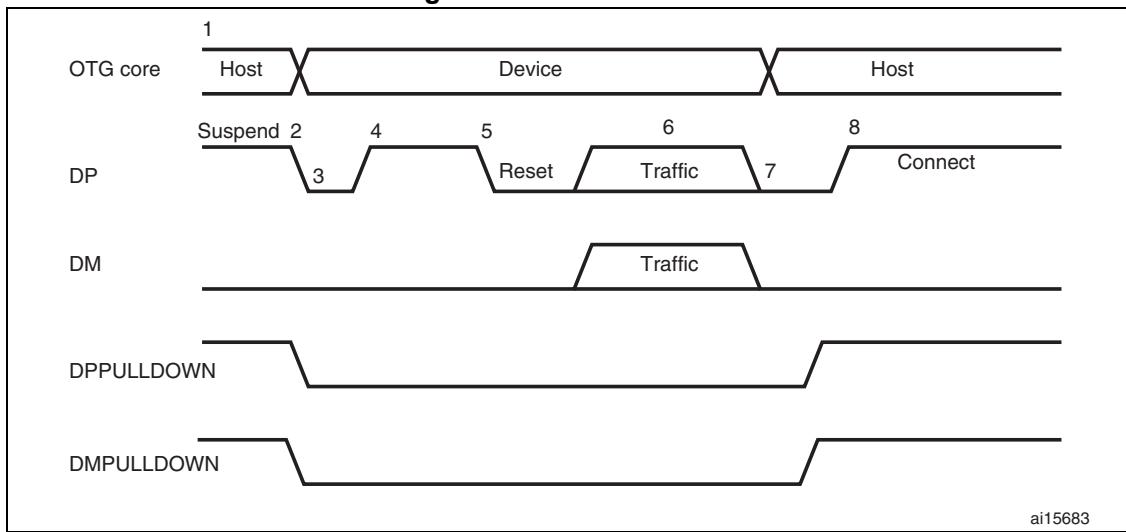 1
OTG core Host Device Host
Suspend 2 4 5 6 8
DP 3 Reset Traffic 7 Connect
DM Traffic
DPPULLDOWN
DMPULLDOWN
ai15683